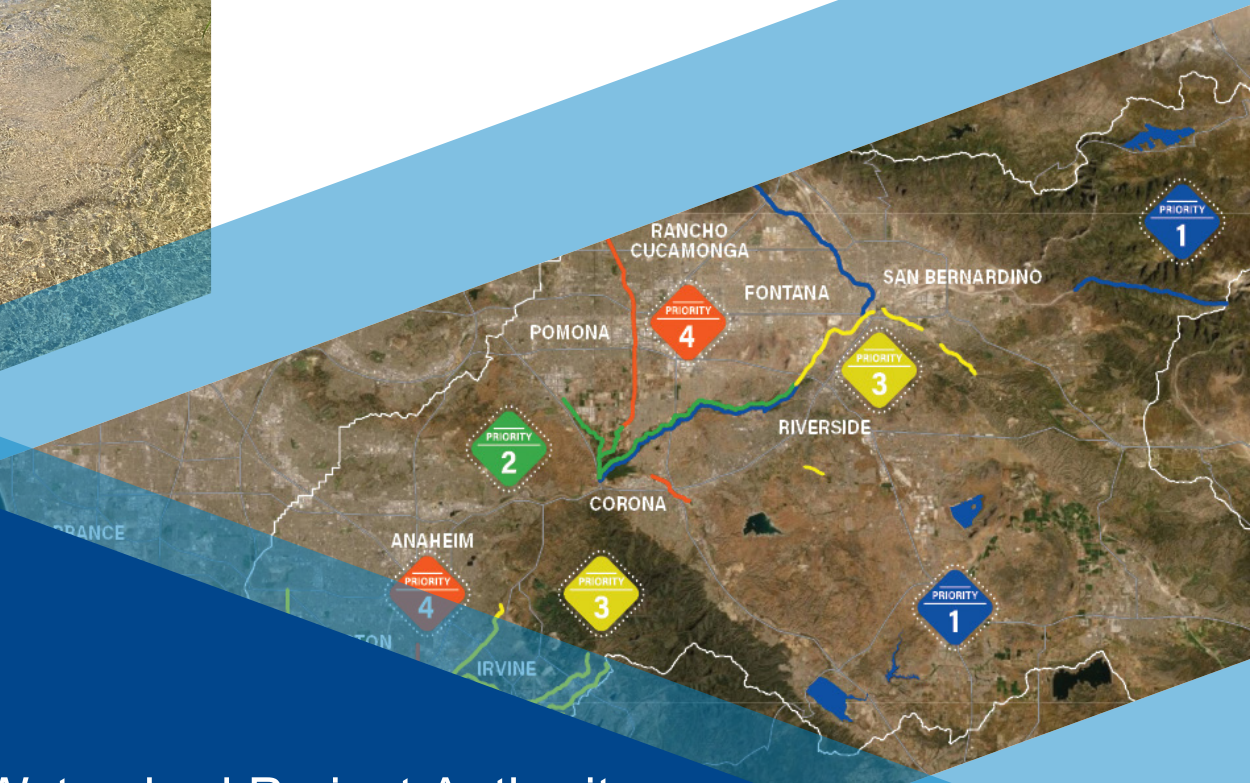 PRIORITY
1
RANCHO
CUCAMONGA
SAN BERNARDINO
FONTANA
PRIORITY
4
POMONA
PRIORITY
3
RIVERSIDE
PRIORITY
2
CORONA
ANAHEIM
PRIORITY
4
PRIORITY
3
PRIORITY
1
IRVINE